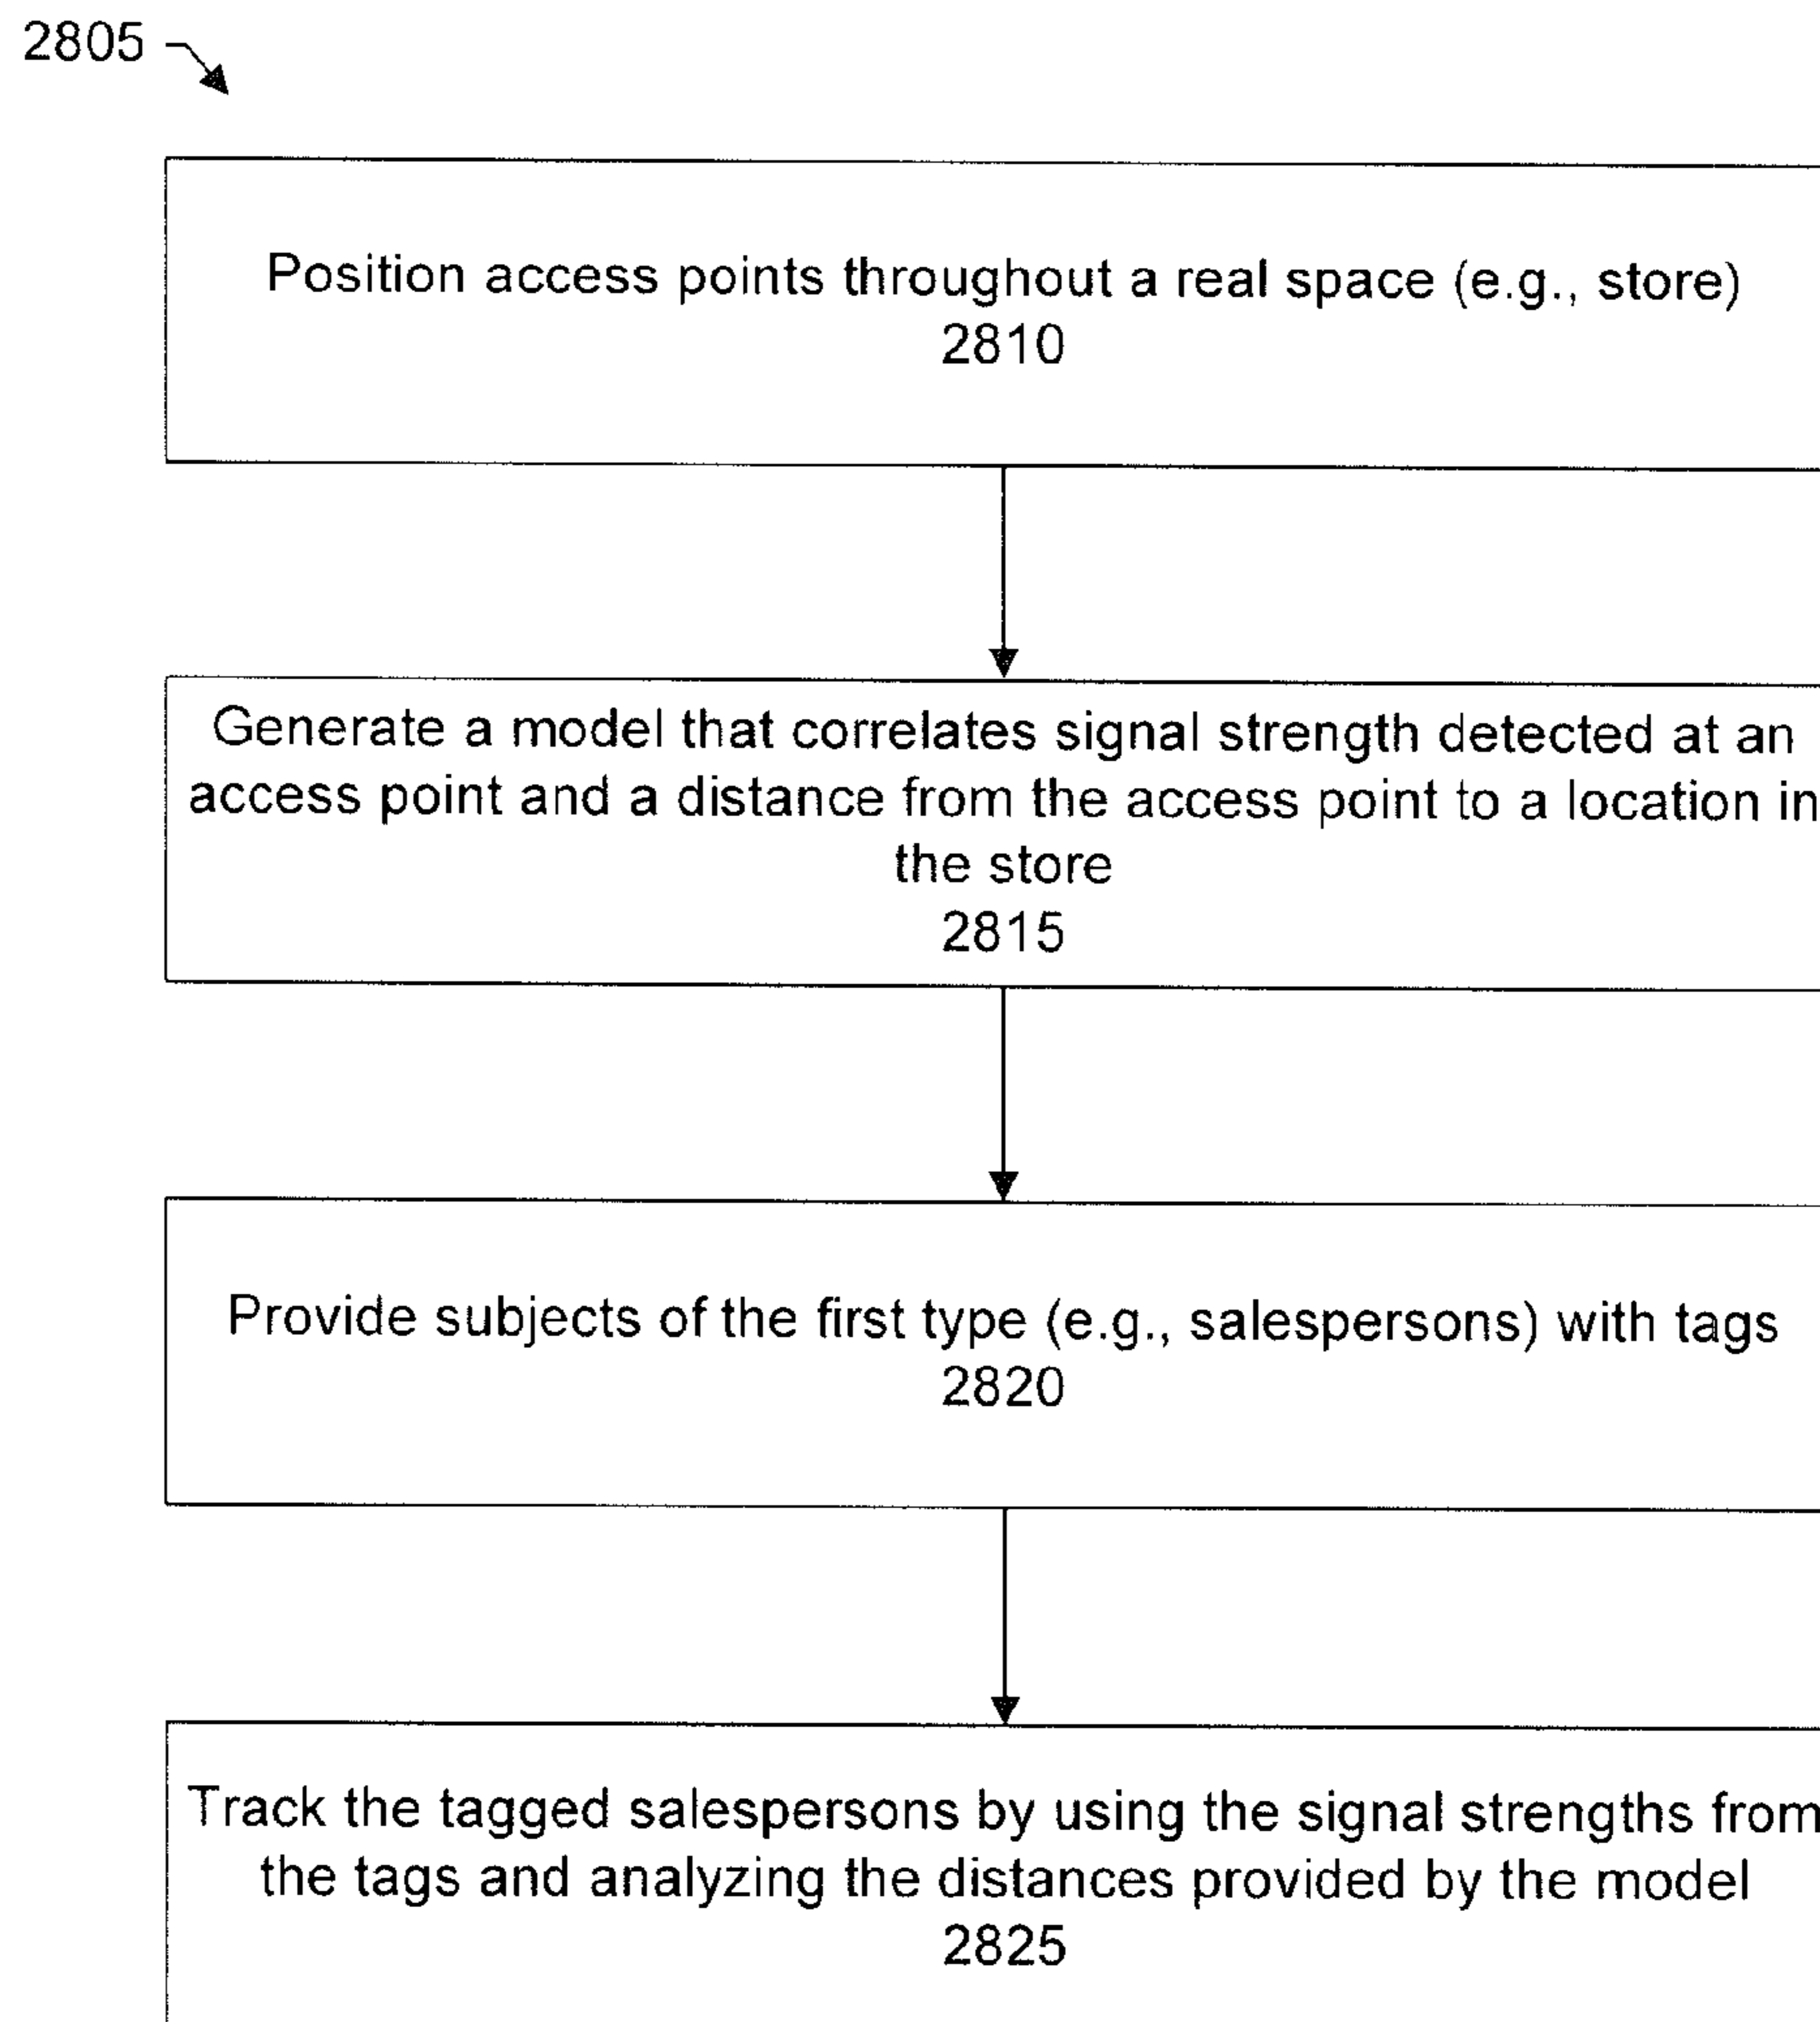 2805
Position access points throughout a real space (e.g., store)
2810
Generate a model that correlates signal strength detected at an
access point and a distance from the access point to a location in
the store
2815
Provide subjects of the first type (e.g., salespersons) with tags
2820
Track the tagged salespersons by using the signal strengths from
the tags and analyzing the distances provided by the model
2825